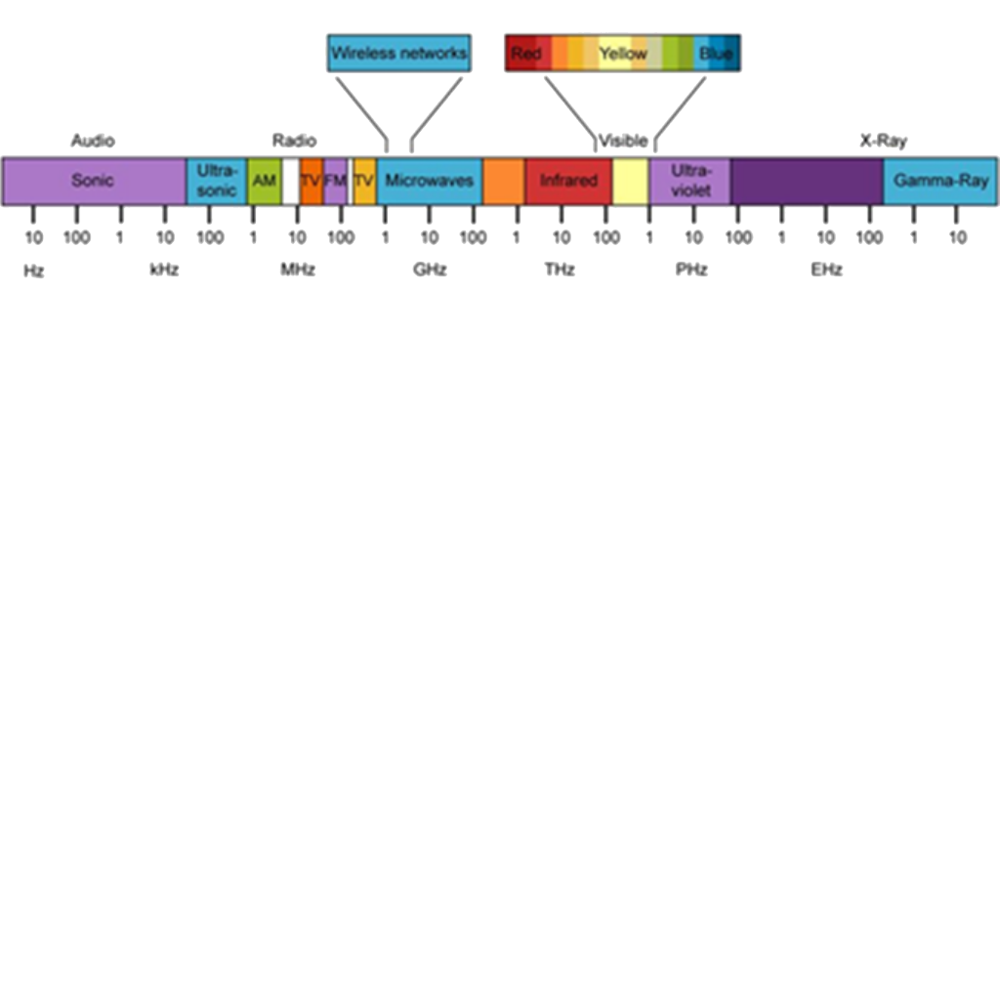 Wireless networks
Red Yellow Blue
Audio Radio Visible X-Ray
Sonic Ultra-sonic AM TV FM TV Microwaves Infrared Ultra-violet Gamma-Ray
10 100 1 10 100 1 10 100 1 10 100 1 10 100 1 10 100 1 10 100 1 10
Hz kHz MHz GHz THz PHz EHz